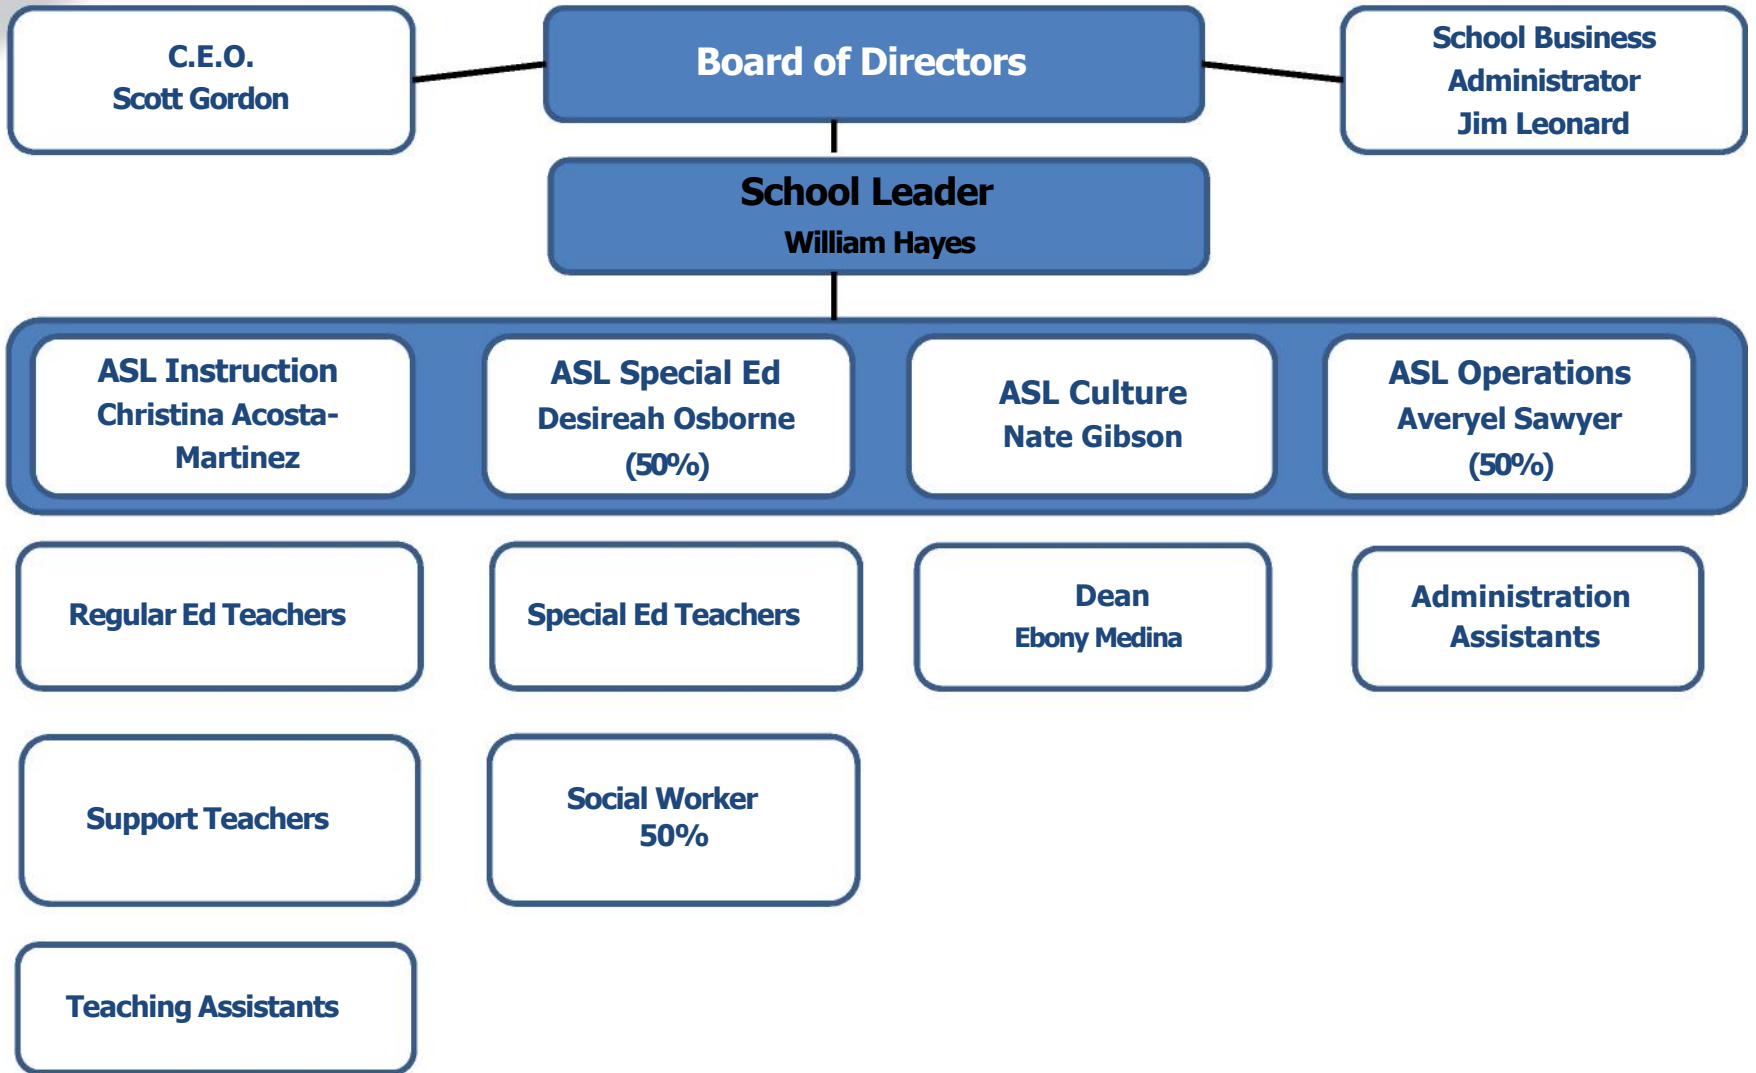 C.E.O.
Scott Gordon
Board of Directors
School Business
Administrator
Jim Leonard
School Leader
William Hayes
ASL Instruction
Christina Acosta-
Martinez
ASL Special Ed
Desireah Osborne
(50%)
ASL Culture
Nate Gibson
ASL Operations
Averyel Sawyer
(50%)
Regular Ed Teachers
Special Ed Teachers
Dean
Ebony Medina
Administration
Assistants
Support Teachers
Social Worker
50%
Teaching Assistants